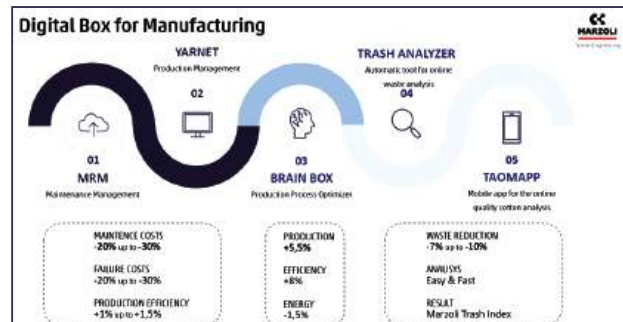 Digital Box for Manufacturing
MARZOLI
YARNET
Production Management
02
TRASH ANALYZER
Automatic tool for online
waste analysis
04
01
MRM
Maintenance Management
03
BRAIN BOX
Production Process Optimizer
05
TAOMAPP
Mobile app for the online
quality cotton analysis.
MAINTENCE COSTS
-20% up to -30%
FAILURE COSTS
-20% up to -30%
PRODUCTION EFFICIENCY
+1% up to +1,5%
PRODUCTION
+5,5%
EFFICIENCY
+8%
ENERGY
-1,5%
WASTE REDUCTION
-7% up to -10%
ANALISYS
Easy & Fast
RESULT
Marzoli Trash Index